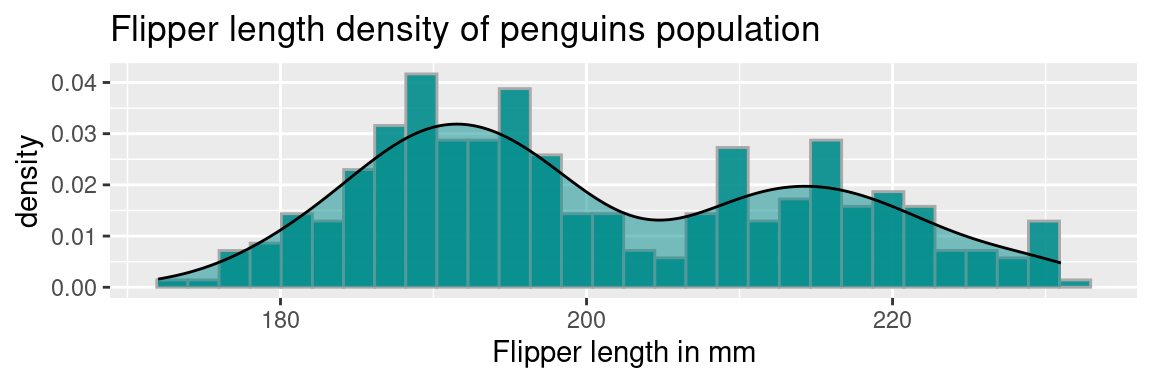 Flipper length density of penguins population
0.04
0.03
0.02
0.01
0.00
density
180 200 220
Flipper length in mm